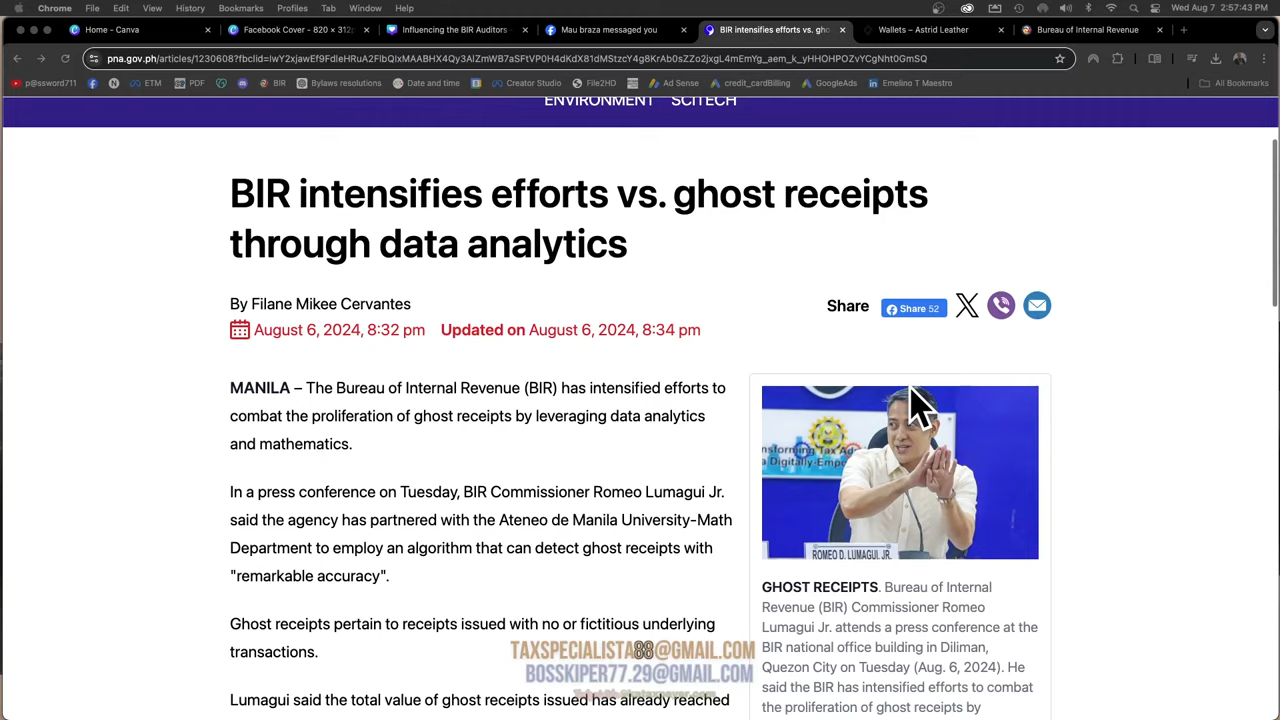 Chrome File Edit View History Bookmarks Profiles Tab Window Help
Wed Aug 7 2:57:43 PM
Home - Canva
Facebook Cover - 820 × 312
Influencing the BIR Auditors
Mau braza messaged you
BIR intensifies efforts vs. gho
Wallets – Astrid Leather
Bureau of Internal Revenue
p@ssword711
ETM
PDF
BIR
Bylaws resolutions
Date and time
Creator Studio
File2HD
Ad Sense
credit_cardBilling
GoogleAds
Emelino T Maestro
All Bookmarks
ENVIRONMENT SCITECH
BIR intensifies efforts vs. ghost receipts
through data analytics
By Filane Mikee Cervantes
August 6, 2024, 8:32 pm Updated on August 6, 2024, 8:34 pm
Share
Share 52
MANILA – The Bureau of Internal Revenue (BIR) has intensified efforts to
combat the proliferation of ghost receipts by leveraging data analytics
and mathematics.
In a press conference on Tuesday, BIR Commissioner Romeo Lumagui Jr.
said the agency has partnered with the Ateneo de Manila University-Math
Department to employ an algorithm that can detect ghost receipts with
"remarkable accuracy".
Ghost receipts pertain to receipts issued with no or fictitious underlying
transactions.
Lumagui said the total value of ghost receipts issued has already reached
ROMEO D. LUMAGUI, JR.
GHOST RECEIPTS. Bureau of Internal
Revenue (BIR) Commissioner Romeo
Lumagui Jr. attends a press conference at the
BIR national office building in Diliman,
Quezon City on Tuesday (Aug. 6, 2024). He
said the BIR has intensified efforts to combat
the proliferation of ghost receipts by
TAXSPECIALISTA88@GMAIL.COM
BOSSKIPER77.29@GMAIL.COM